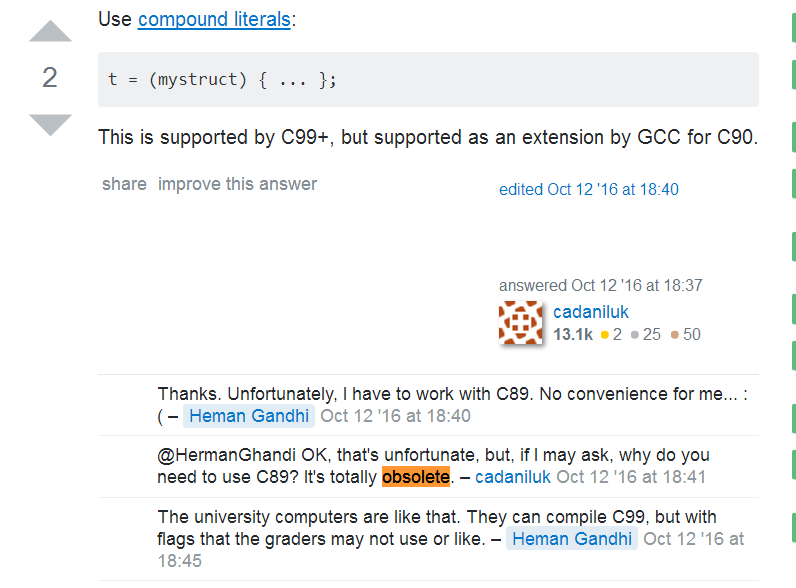 Use compound literals:
2
t = (mystruct) { ... };
This is supported by C99+, but supported as an extension by GCC for C90.
share improve this answer
edited Oct 12 '16 at 18:40
answered Oct 12 '16 at 18:37
cadaniluk
13.1k ●2 ●25 ●50
Thanks. Unfortunately, I have to work with C89. No convenience for me... :
( – Heman Gandhi Oct 12 '16 at 18:40
@HermanGhandi OK, that's unfortunate, but, if I may ask, why do you
need to use C89? It's totally obsolete. – cadaniluk Oct 12 '16 at 18:41
The university computers are like that. They can compile C99, but with
flags that the graders may not use or like. – Heman Gandhi Oct 12 '16 at
18:45